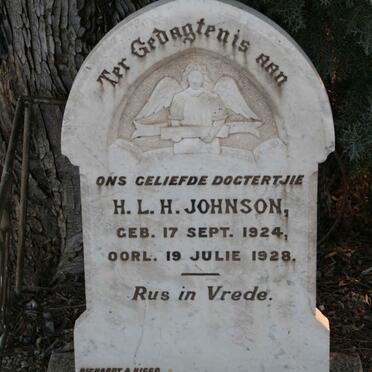 Ter Gedagtenis aan
ONS GELIEFDE DOGTERTJIE
H. L. H. JOHNSON,
GEB. 17 SEPT. 1924,
OORL. 19 JULIE 1928.
Rus in Vrede.